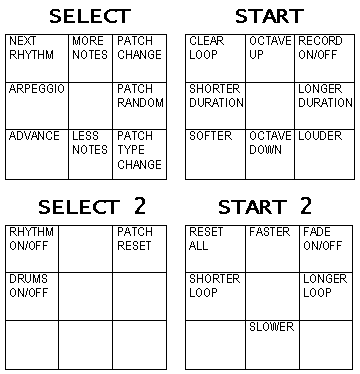 SELECT
NEXT RHYTHM
MORE NOTES
PATCH CHANGE
ARPEGGIO
PATCH RANDOM
ADVANCE
LESS NOTES
PATCH TYPE CHANGE
START
CLEAR LOOP
OCTAVE UP
RECORD ON/OFF
SHORTER DURATION
LONGER DURATION
SOFTER
OCTAVE DOWN
LOUDER
SELECT 2
RHYTHM ON/OFF
PATCH RESET
DRUMS ON/OFF
START 2
RESET ALL
FASTER
FADE ON/OFF
SHORTER LOOP
LONGER LOOP
SLOWER